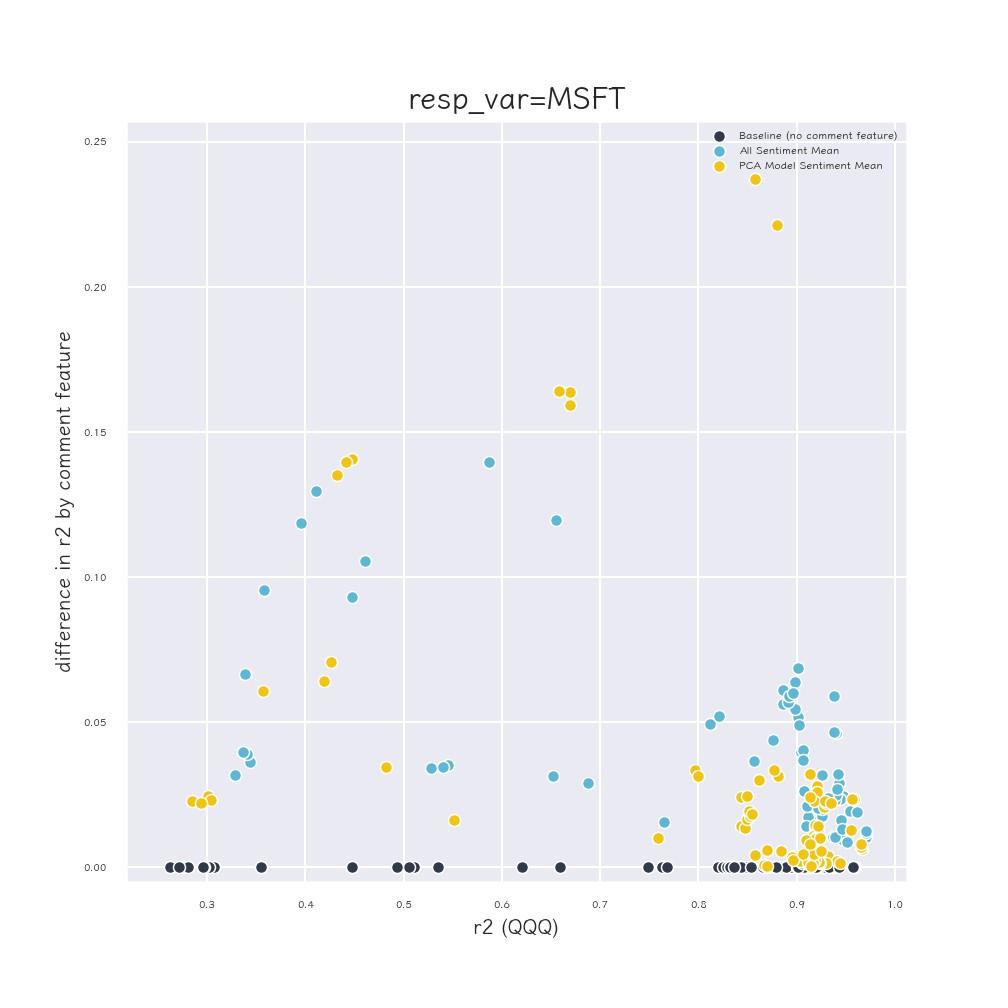 resp_var=MSFT
Baseline (no comment feature)
All Sentiment Mean
PCA Model Sentiment Mean
difference in r2 by comment feature
0.25
0.20
0.15
0.10
0.05
0.00
0.3 0.4 0.5 0.6 0.7 0.8 0.9 1.0
r2 (QQQ)